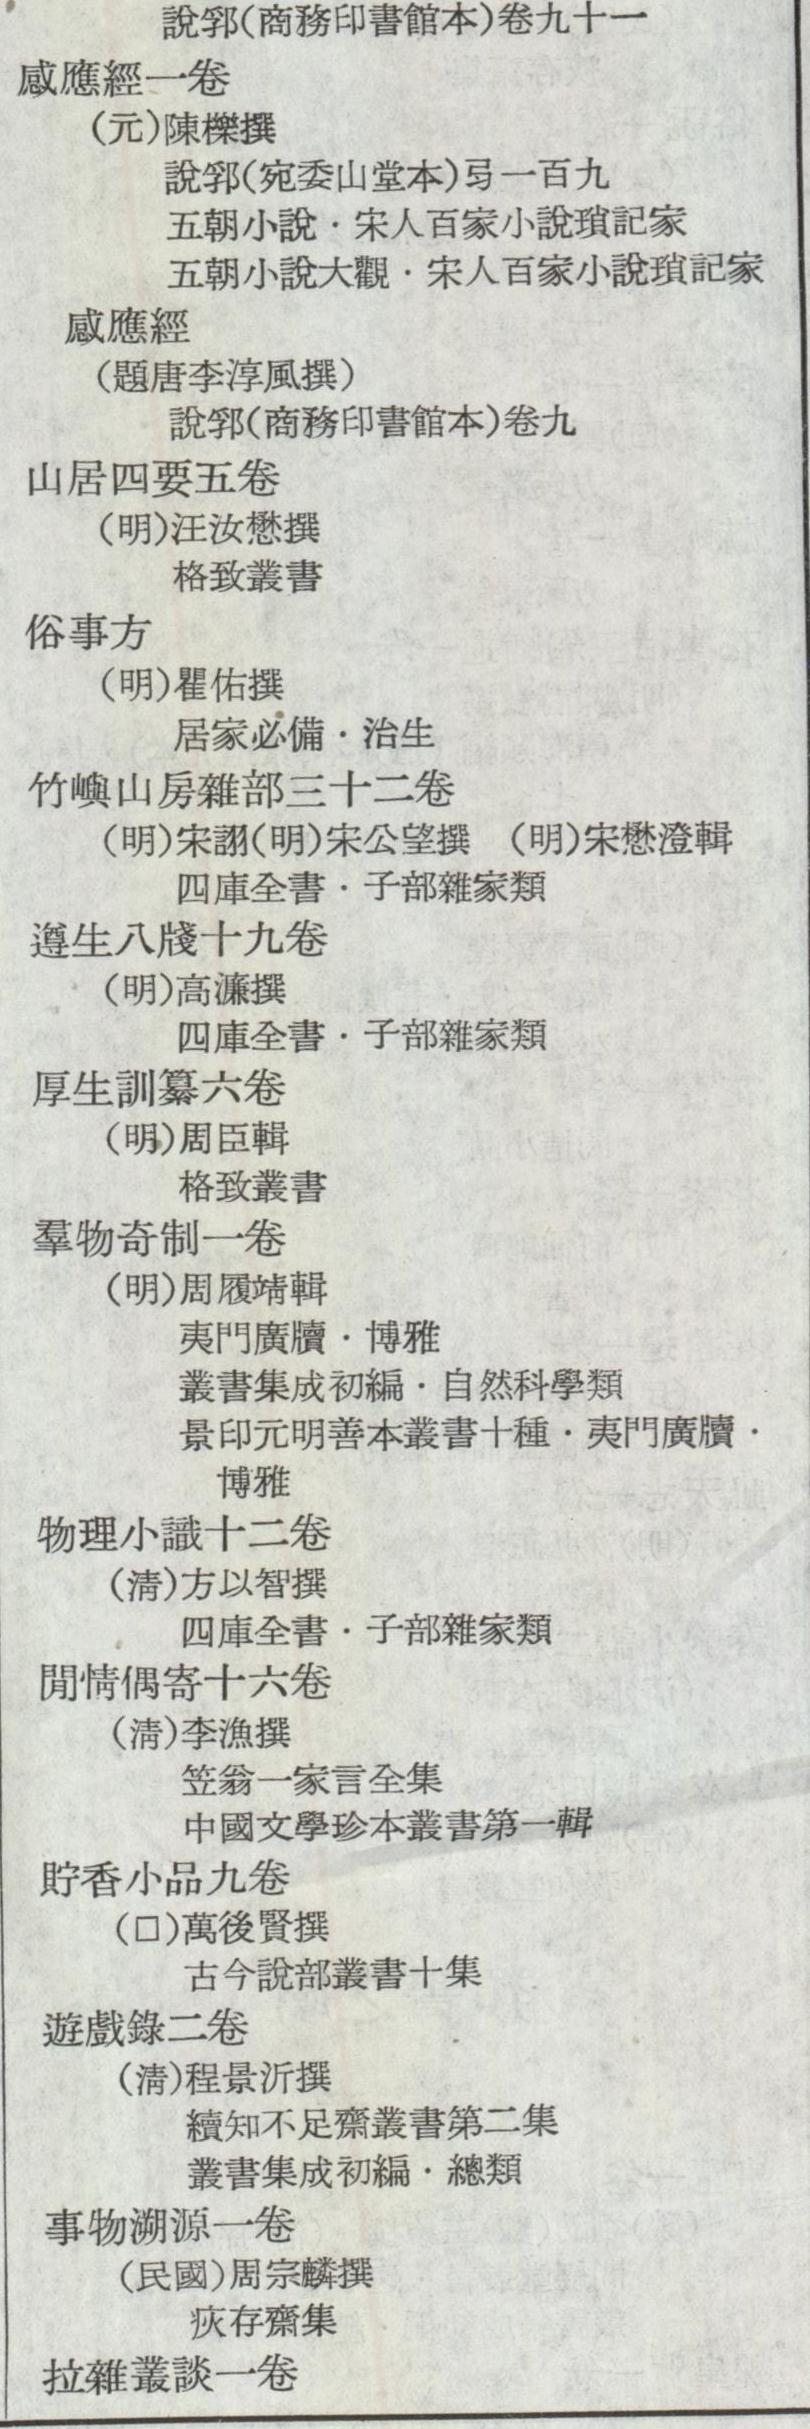 說郛(商務印書館本)卷九十一
感應經一卷
(元)陳櫟撰
說郛(宛委山堂本)弓一百九
五朝小說·宋人百家小說瑣記家
五朝小說大觀·宋人百家小說瑣記家
感應經
(題唐李淳風撰)
說郛(商務印書館本)卷九
山居四要五卷
(明)汪汝懋撰
格致叢書
俗事方
(明)瞿佑撰
居家必備·治生
竹嶼山房雜部三十二卷
(明)宋詡(明)宋公望撰 (明)宋懋澄輯
四庫全書·子部雜家類
遵生八牋十九卷
(明)高濂撰
四庫全書·子部雜家類
厚生訓纂六卷
(明)周臣輯
格致叢書
羣物奇制一卷
(明)周履靖輯
夷門廣牘·博雅
叢書集成初編·自然科學類
景印元明善本叢書十種·夷門廣牘·
博雅
物理小識十二卷
(清)方以智撰
四庫全書·子部雜家類
閒情偶寄十六卷
(清)李漁撰
笠翁一家言全集
中國文學珍本叢書第一輯
貯香小品九卷
(□)萬後賢撰
古今說部叢書十集
遊戲錄二卷
(清)程景沂撰
續知不足齋叢書第二集
叢書集成初編·總類
事物溯源一卷
(民國)周宗麟撰
疢存齋集
拉雜叢談一卷